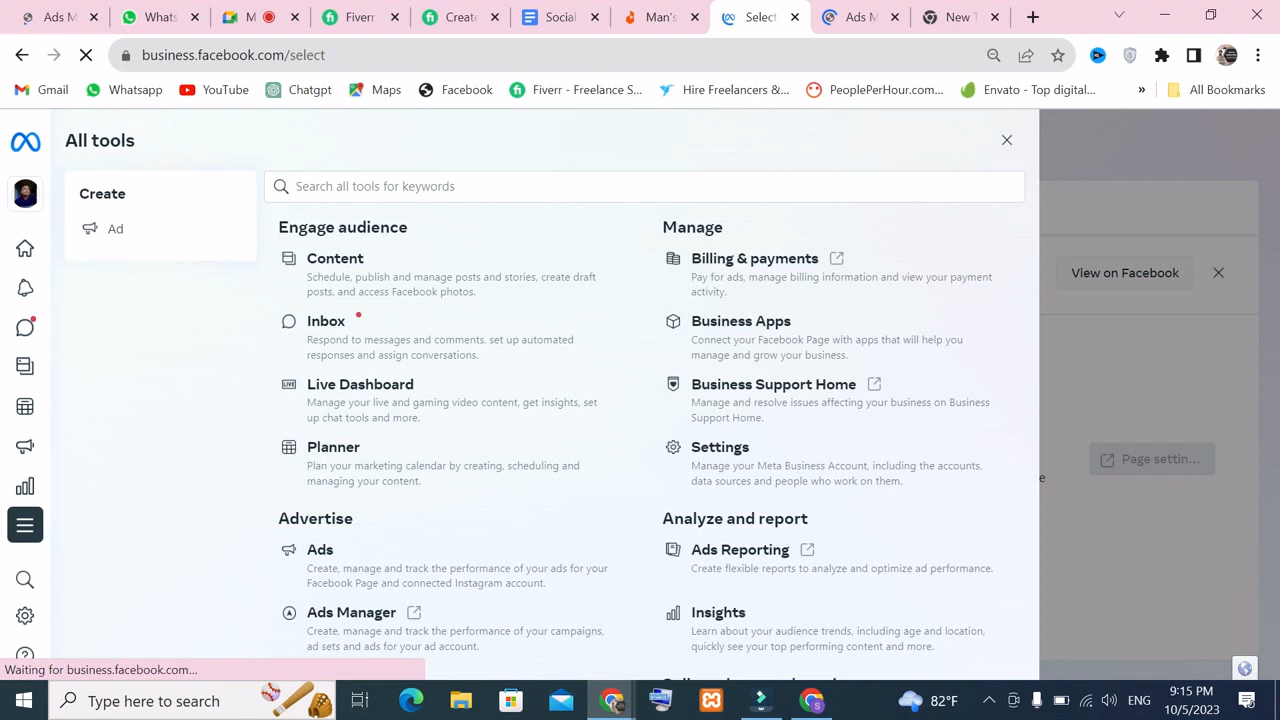 Ads M
Whats
M
Fiverr
Create
Social
Man's
Select
Ads M
New T
business.facebook.com/select
Gmail
Whatsapp
YouTube
Chatgpt
Maps
Facebook
Fiverr - Freelance S...
Hire Freelancers &...
PeoplePerHour.com...
Envato - Top digital...
»
All Bookmarks
All tools
Create
Ad
Search all tools for keywords
Engage audience
Content
Schedule, publish and manage posts and stories, create draft
posts, and access Facebook photos.
Inbox
Respond to messages and comments, set up automated
responses and assign conversations.
LIVE
Live Dashboard
Manage your live and gaming video content, get insights, set
up chat tools and more.
Planner
Plan your marketing calendar by creating, scheduling and
managing your content.
Advertise
Ads
Create, manage and track the performance of your ads for your
Facebook Page and connected Instagram account.
Ads Manager
Create, manage and track the performance of your campaigns,
ad sets and ads for your ad account.
Manage
Billing & payments
Pay for ads, manage billing information and view your payment
activity.
Business Apps
Connect your Facebook Page with apps that will help you
manage and grow your business.
Business Support Home
Manage and resolve issues affecting your business on Business
Support Home.
Settings
Manage your Meta Business Account, including the accounts,
data sources and people who work on them.
Analyze and report
Ads Reporting
Create flexible reports to analyze and optimize ad performance.
Insights
Learn about your audience trends, including age and location,
quickly see your top performing content and more.
View on Facebook
Page settin...
e
Waiting for business.facebook.com...
Type here to search
82°F
ENG
9:15 PM
10/5/2023